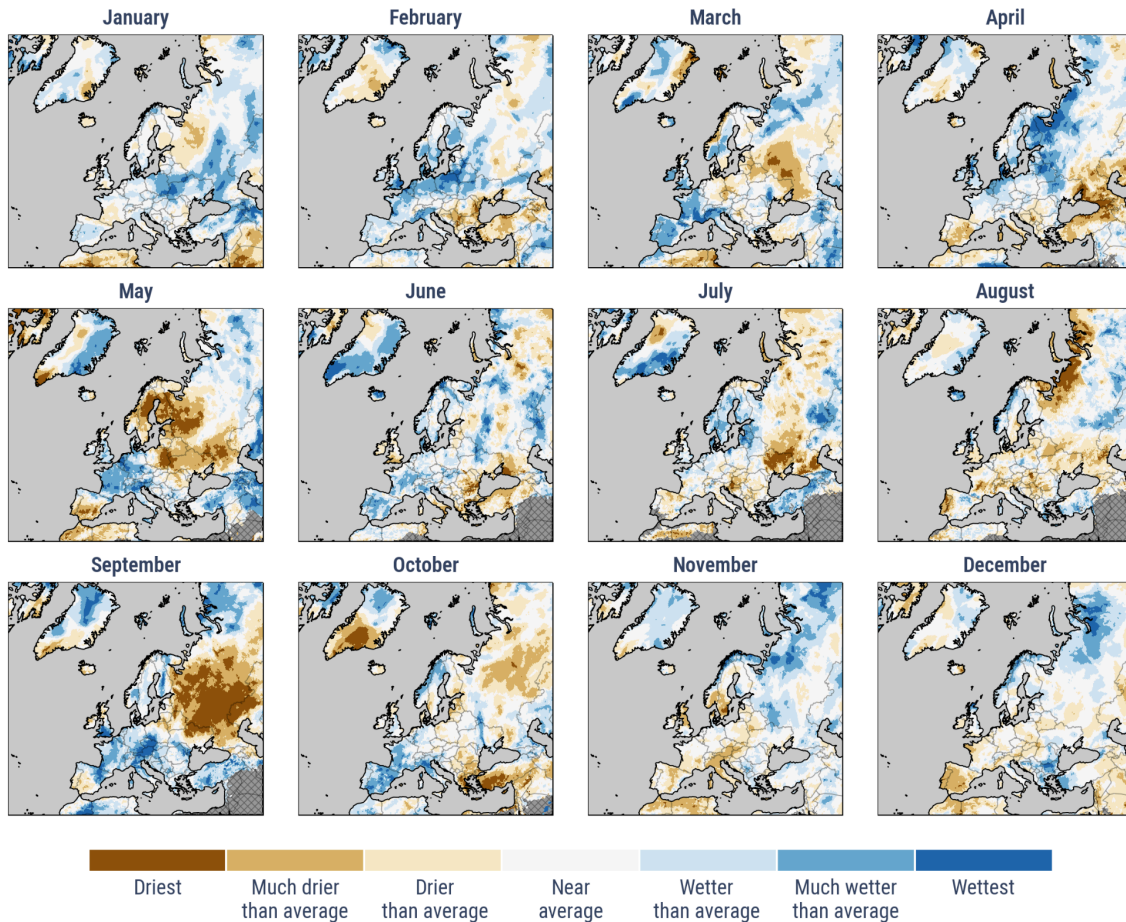 January
February
March
April
May
June
July
August
September
October
November
December
Driest
Much drier
than average
Drier
than average
Near
average
Wetter
than average
Much wetter
than average
Wettest